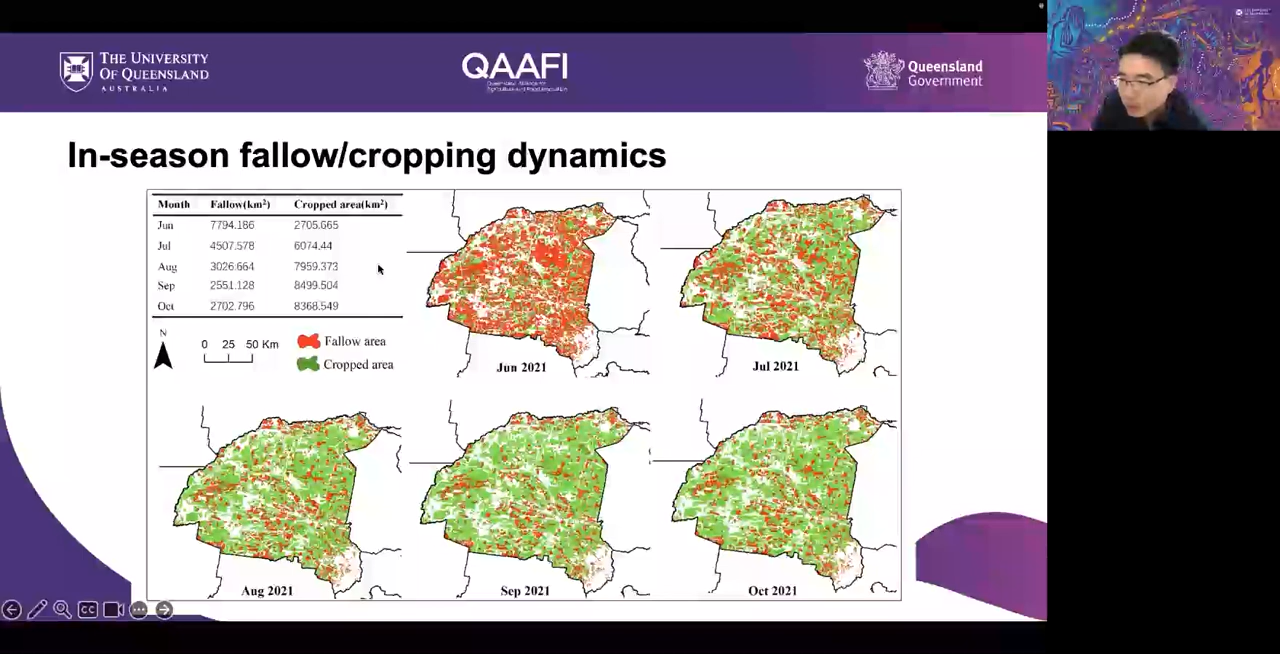 THE UNIVERSITY
OF QUEENSLAND
AUSTRALIA
QAAFI
Queensland Alliance for
Agriculture and Food Innovation
Queensland
Government
In-season fallow/cropping dynamics
Month Fallow(km²) Cropped area(km²)
Jun 7794.186 2705.665
Jul 4507.578 6074.44
Aug 3026.664 7959.373
Sep 2551.128 8499.504
Oct 2702.796 8368.549
N
0 25 50 Km
Fallow area
Cropped area
Jun 2021
Jul 2021
Aug 2021
Sep 2021
Oct 2021
CC